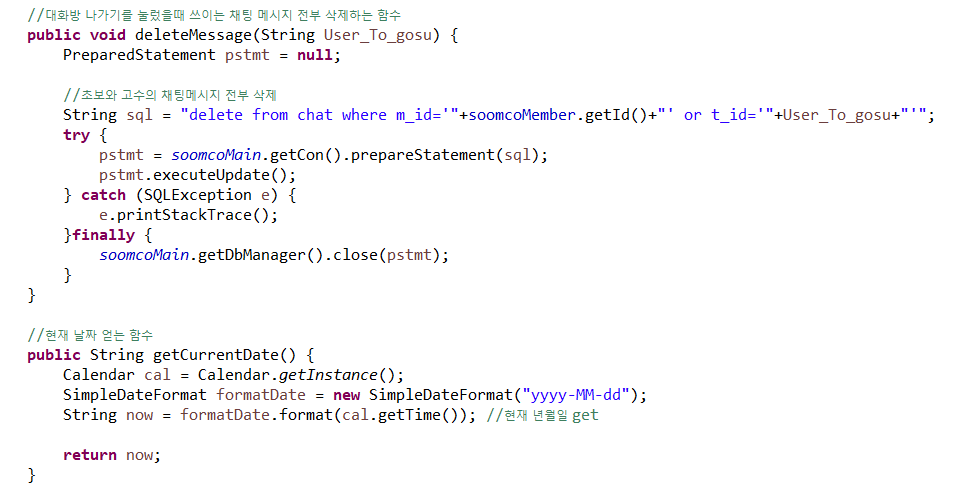 //대화방 나가기를 눌렀을때 쓰이는 채팅 메시지 전부 삭제하는 함수
public void deleteMessage(String User_To_gosu) {
    PreparedStatement pstmt = null;

    //초보와 고수의 채팅메시지 전부 삭제
    String sql = "delete from chat where m_id='"+soomcoMember.getId()+"' or t_id='"+User_To_gosu+"'";
    try {
        pstmt = soomcoMain.getCon().prepareStatement(sql);
        pstmt.executeUpdate();
    } catch (SQLException e) {
        e.printStackTrace();
    }finally {
        soomcoMain.getDbManager().close(pstmt);
    }
}

//현재 날짜 얻는 함수
public String getCurrentDate() {
    Calendar cal = Calendar.getInstance();
    SimpleDateFormat formatDate = new SimpleDateFormat("yyyy-MM-dd");
    String now = formatDate.format(cal.getTime()); //현재 년월일 get

    return now;
}